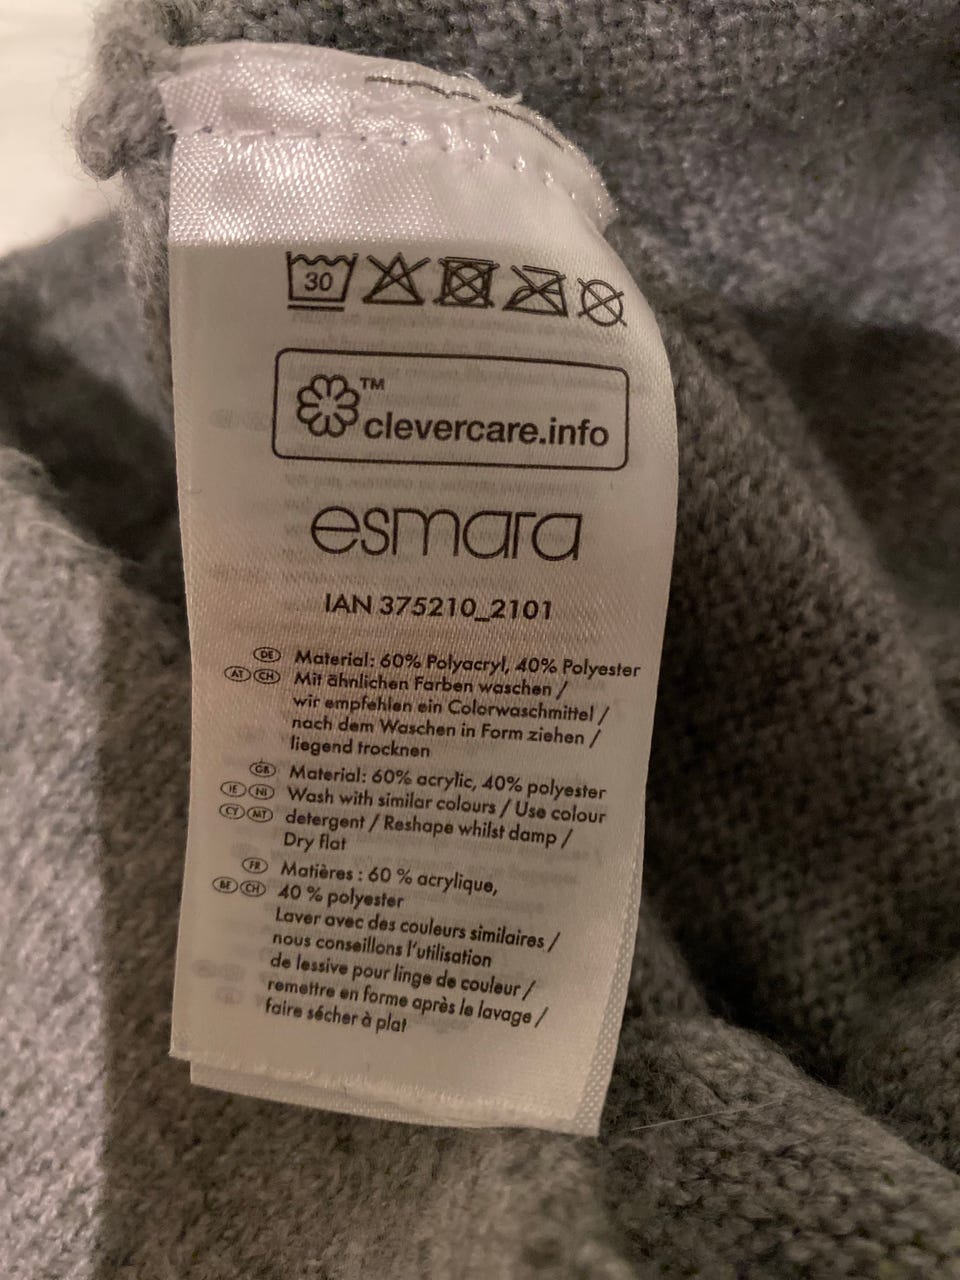 30
TM
clevercare.info
esmara
IAN 375210_2101
DE Material: 60% Polyacryl, 40% Polyester
AT CH Mit ähnlichen Farben waschen /
wir empfehlen ein Colorwaschmittel /
nach dem Waschen in Form ziehen /
liegend trocknen
GB Material: 60% acrylic, 40% polyester
IE NI Wash with similar colours / Use colour
CY MT detergent / Reshape whilst damp /
Dry flat
FR Matières : 60 % acrylique,
BE CH 40 % polyester
Laver avec des couleurs similaires /
nous conseillons l'utilisation
de lessive pour linge de couleur /
remettre en forme après le lavage /
faire sécher à plat